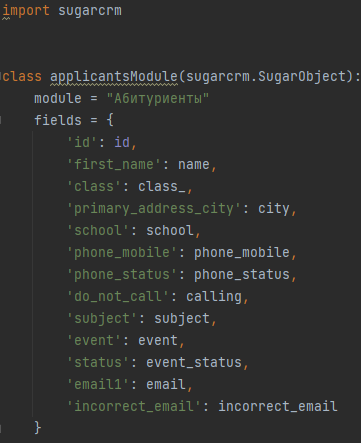 import sugarcrm
class applicantsModule(sugarcrm.SugarObject):
module = "Абитуриенты"
fields = {
'id': id,
'first_name': name,
'class': class_,
'primary_address_city': city,
'school': school,
'phone_mobile': phone_mobile,
'phone_status': phone_status,
'do_not_call': calling,
'subject': subject,
'event': event,
'status': event_status,
'email1': email,
'incorrect_email': incorrect_email
}